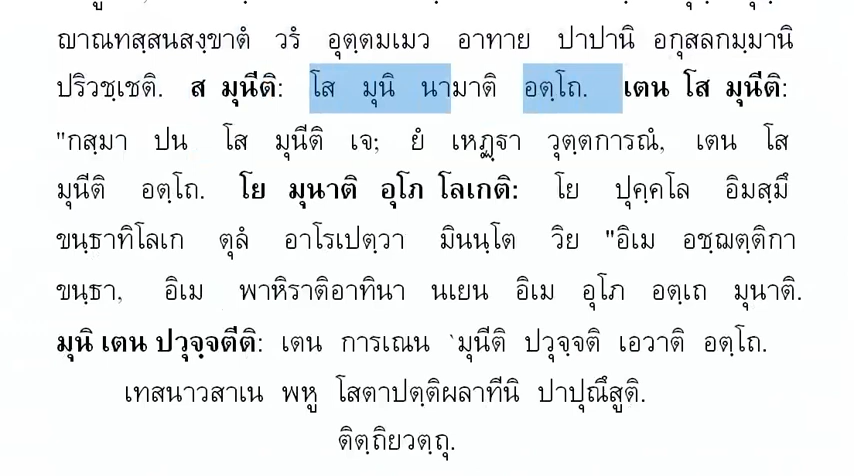 ญาณทสฺสนสงฺขาตํ วรํ อุตฺตมเมว อาทาย ปาปานิ อกุสลกมฺมานิ
ปริวชฺเชติ. ส มุนีติ: โส มุนิ นามาติ อตฺโถ. เตน โส มุนีติ:
"กสฺมา ปน โส มุนีติ เจ; ยํ เหฏฺฐา วุตฺตการณํ, เตน โส
มุนีติ อตฺโถ. โย มุนาติ อุโภ โลเกติ: โย ปุคฺคโล อิมสฺมึ
ขนฺธาทิโลเก ตุลํ อาโรเปตฺวา มินนฺโต วิย "อิเม อชฺฌตฺติกา
ขนฺธา, อิเม พาหิราติอาทินา นเยน อิเม อุโภ อตฺเถ มุนาติ.
มุนิ เตน ปวุจฺจตีติ: เตน การเณน `มุนีติ ปวุจฺจติ เอวาติ อตฺโถ.
เทสนาวสาเน พหู โสตาปตฺติผลาทีนิ ปาปุณึสูติ.
ติตฺถิยวตฺถุ.